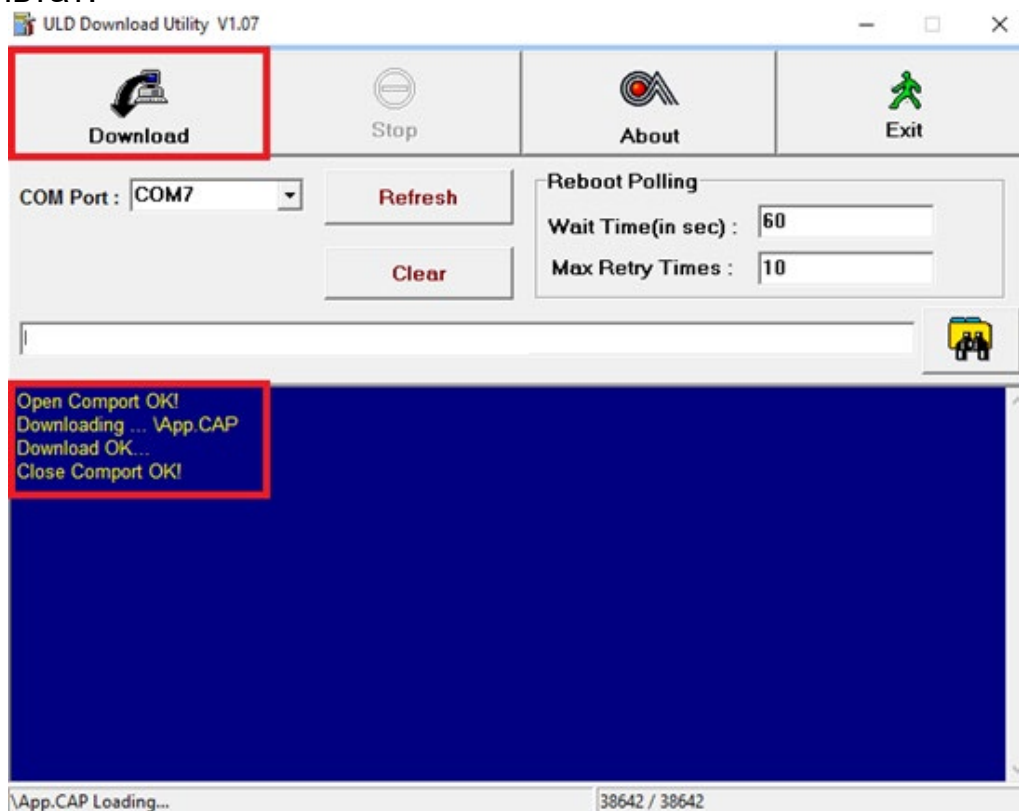 ULD Download Utility V1.07
Download
Stop
About
Exit
COM Port : COM7
Refresh
Clear
Reboot Polling
Wait Time(in sec) : 60
Max Retry Times : 10
Open Comport OK!
Downloading ... \App.CAP
Download OK...
Close Comport OK!
\App.CAP Loading...
38642 / 38642